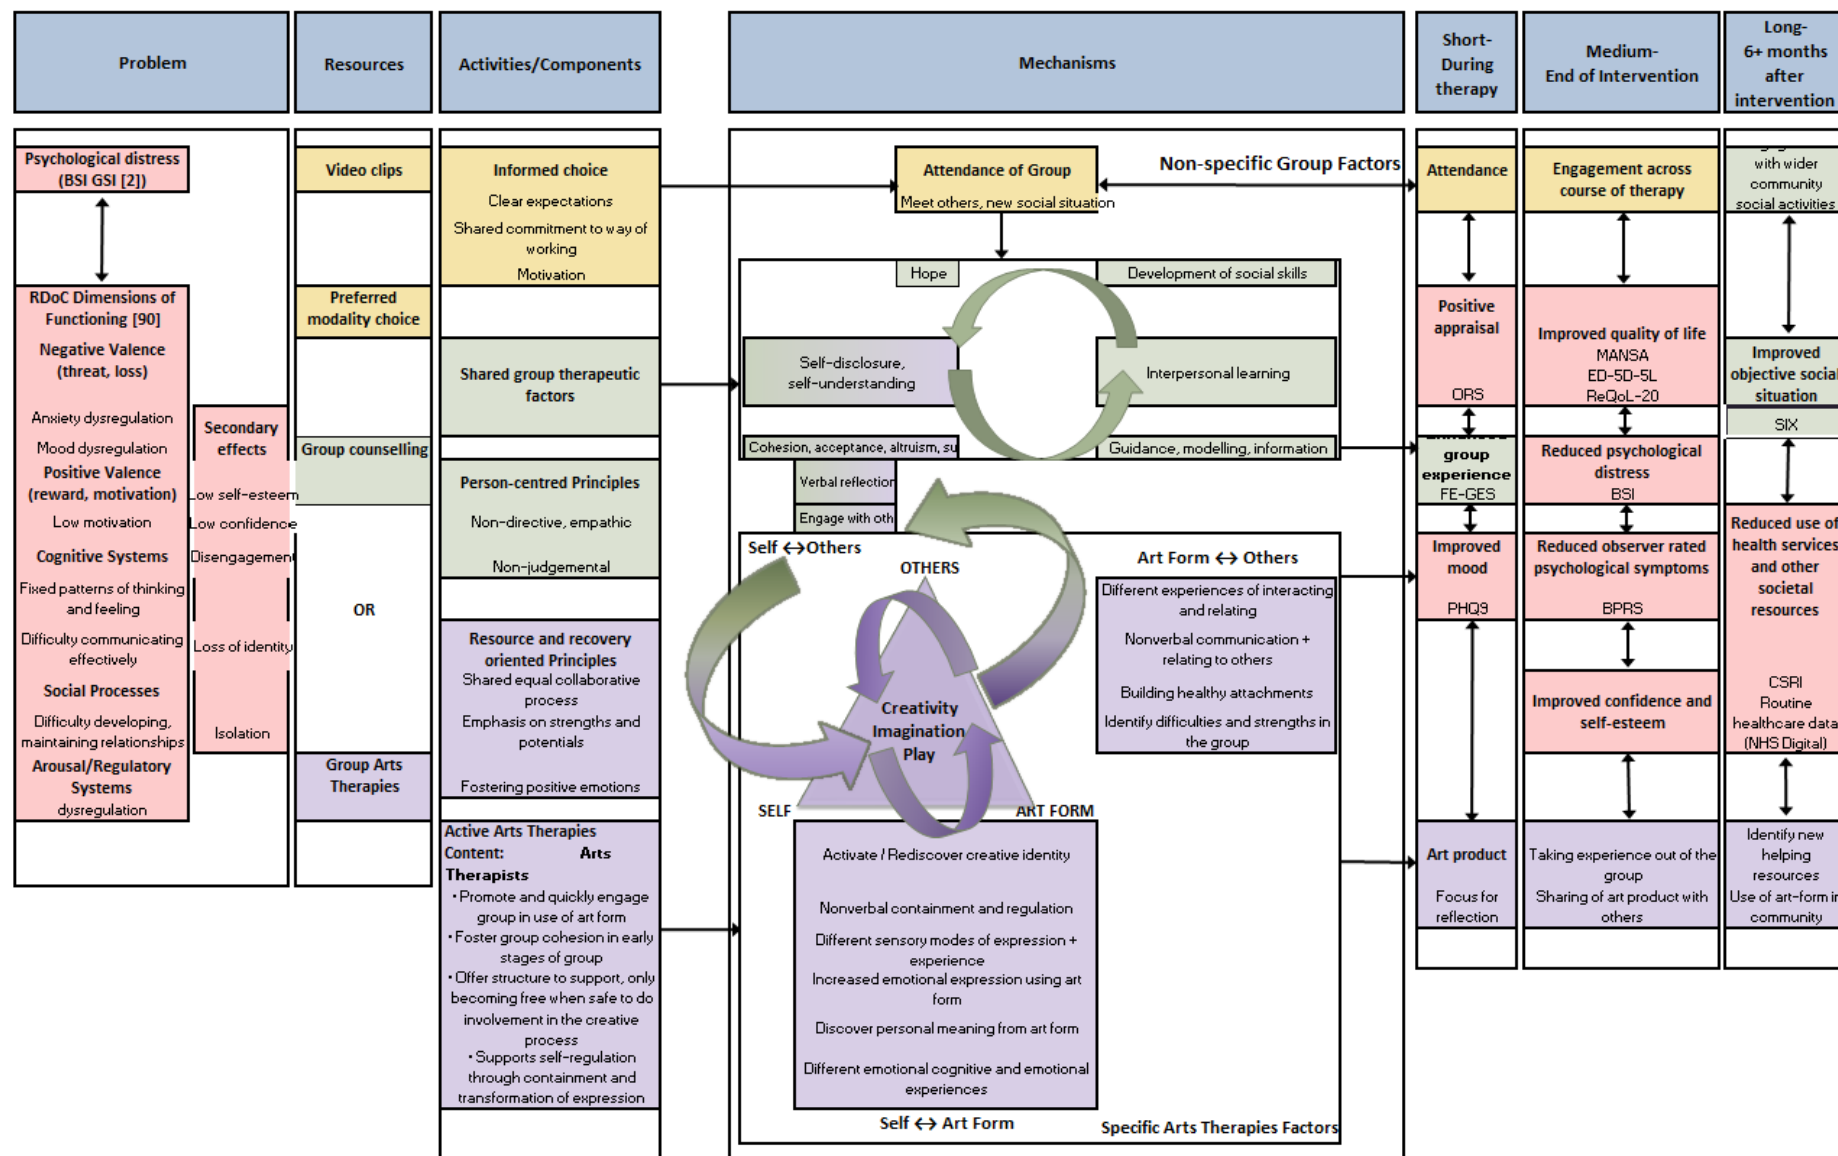 Problem
Resources
Activities/Components
Mechanisms
Short-
During
therapy
Medium-
End of Intervention
Long-
6+ months
after
intervention
Psychological distress
(BSI GSI [2])
RDoC Dimensions of
Functioning [90]
Negative Valence
(threat, loss)
Anxiety dysregulation
Mood dysregulation
Positive Valence
(reward, motivation)
Low motivation
Cognitive Systems
Fixed patterns of thinking
and feeling
Difficulty communicating
effectively
Social Processes
Difficulty developing,
maintaining relationships
Arousal/Regulatory
Systems
dysregulation
Secondary
effects
Low self-esteem
Low confidence
Disengagement
Loss of identity
Isolation
Video clips
Preferred
modality choice
Group counselling
OR
Group Arts
Therapies
Informed choice
Clear expectations
Shared commitment to way of
working
Motivation
Shared group therapeutic
factors
Person-centred Principles
Non-directive, empathic
Non-judgemental
Resource and recovery
oriented Principles
Shared equal collaborative
process
Emphasis on strengths and
potentials
Fostering positive emotions
Active Arts Therapies
Content: Arts
Therapists
• Promote and quickly engage
group in use of art form
• Foster group cohesion in early
stages of group
• Offer structure to support, only
becoming free when safe to do
involvement in the creative
process
• Supports self-regulation
through containment and
transformation of expression
Attendance of Group
Meet others, new social situation
Non-specific Group Factors
Hope
Development of social skills
Self-disclosure,
self-understanding
Interpersonal learning
Cohesion, acceptance, altruism, su
Guidance, modelling, information
Verbal reflection
Engage with oth
Self ↔Others
OTHERS
Art Form ↔ Others
Different experiences of interacting
and relating
Nonverbal communication +
relating to others
Building healthy attachments
Identify difficulties and strengths in
the group
Creativity
Imagination
Play
SELF
ART FORM
Activate / Rediscover creative identity
Nonverbal containment and regulation
Different sensory modes of expression +
experience
Increased emotional expression using art
form
Discover personal meaning from art form
Different emotional cognitive and emotional
experiences
Self ↔ Art Form
Specific Arts Therapies Factors
Attendance
Positive
appraisal
ORS
group
experience
FE-GES
Improved
mood
PHQ9
Art product
Focus for
reflection
Engagement across
course of therapy
Improved quality of life
MANSA
ED-5D-5L
ReQoL-20
Reduced psychological
distress
BSI
Reduced observer rated
psychological symptoms
BPRS
Improved confidence and
self-esteem
Taking experience out of the
group
Sharing of art product with
others
with wider
community
social activities
Improved
objective social
situation
SIX
Reduced use of
health services
and other
societal
resources
CSRI
Routine
healthcare data
(NHS Digital)
Identify new
helping
resources
Use of art-form in
community